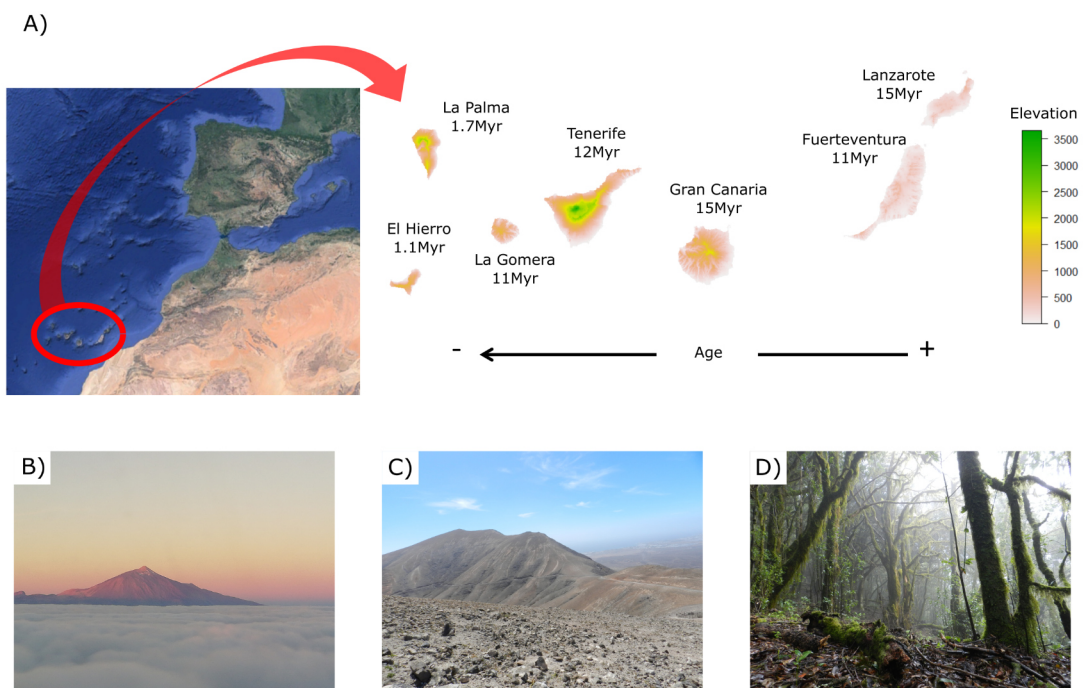 A)
La Palma
1.7Myr
Tenerife
12Myr
Lanzarote
15Myr
Fuerteventura
11Myr
Gran Canaria
15Myr
El Hierro
1.1Myr
La Gomera
11Myr
Elevation
3500
3000
2500
2000
1500
1000
500
0
- Age +
B)
C)
D)